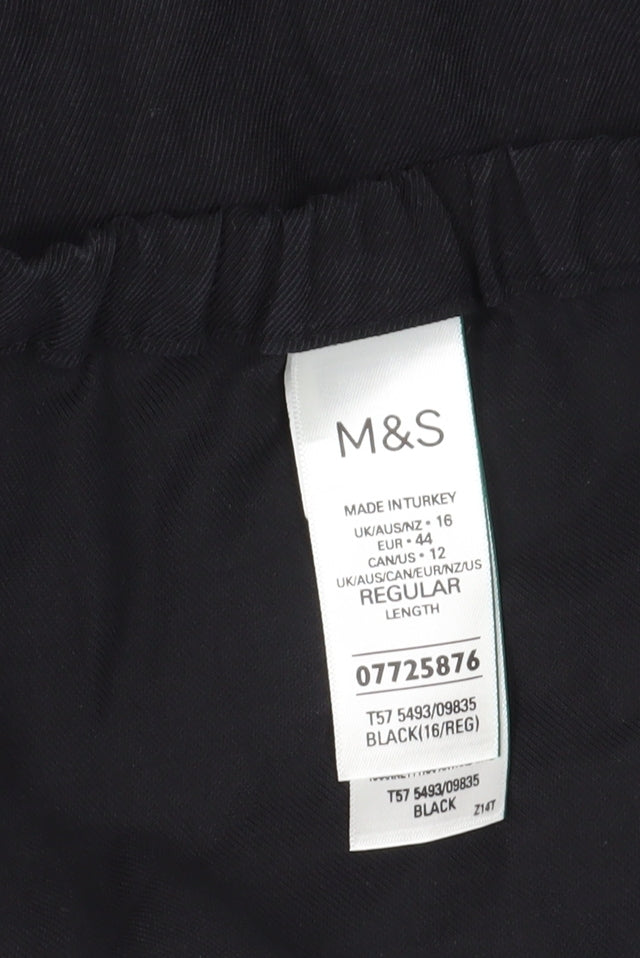 M&S
MADE IN TURKEY
UK/AUS/NZ • 16
EUR • 44
CAN/US • 12
UK/AUS/CAN/EUR/NZ/US
REGULAR
LENGTH
07725876
T57 5493/09835
BLACK(16/REG)
T57 5493/09835
BLACK
Z14T